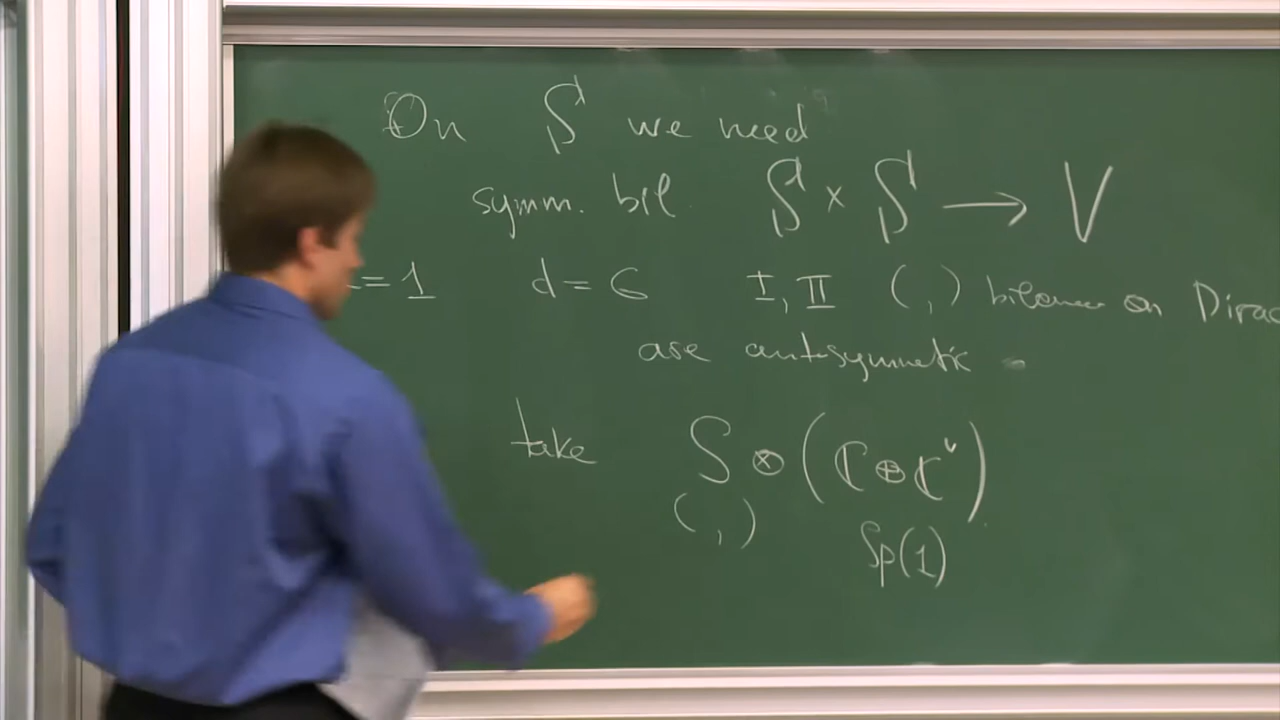 On S we need
symm. bil. S × S → V
= 1 d = 6 I, II ( , ) bilinear on Dirac
are antisymmetric
take S ⊗ (ℂ ⊕ ℂ^∨)
( , ) Sp(1)